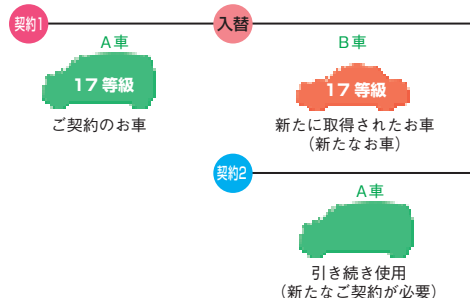 契約1
A車
17等級
ご契約のお車
入替
B車
17等級
新たに取得されたお車
（新たなお車）
契約2
A車
引き続き使用
（新たなご契約が必要）